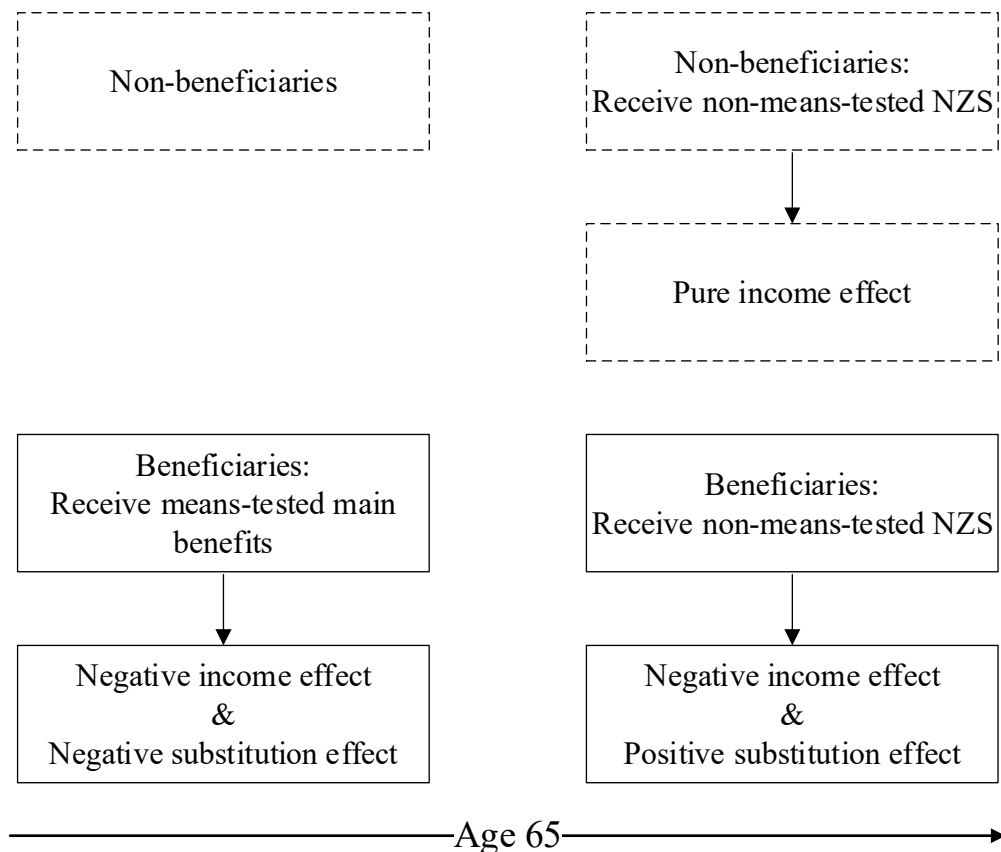 Non-beneficiaries
Non-beneficiaries:
Receive non-means-tested NZS
Pure income effect
Beneficiaries:
Receive means-tested main
benefits
Beneficiaries:
Receive non-means-tested NZS
Negative income effect
&
Negative substitution effect
Negative income effect
&
Positive substitution effect
Age 65